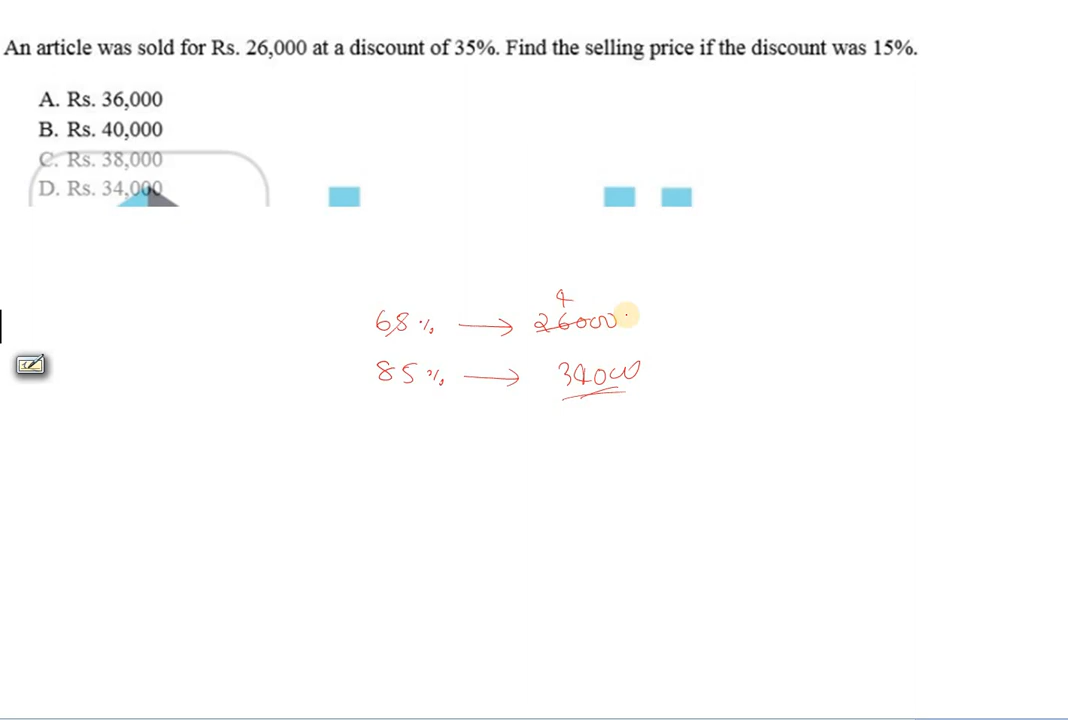 An article was sold for Rs. 26,000 at a discount of 35%. Find the selling price if the discount was 15%.
A. Rs. 36,000
B. Rs. 40,000
C. Rs. 38,000
D. Rs. 34,000
4
68% → 26000
85% → 34000